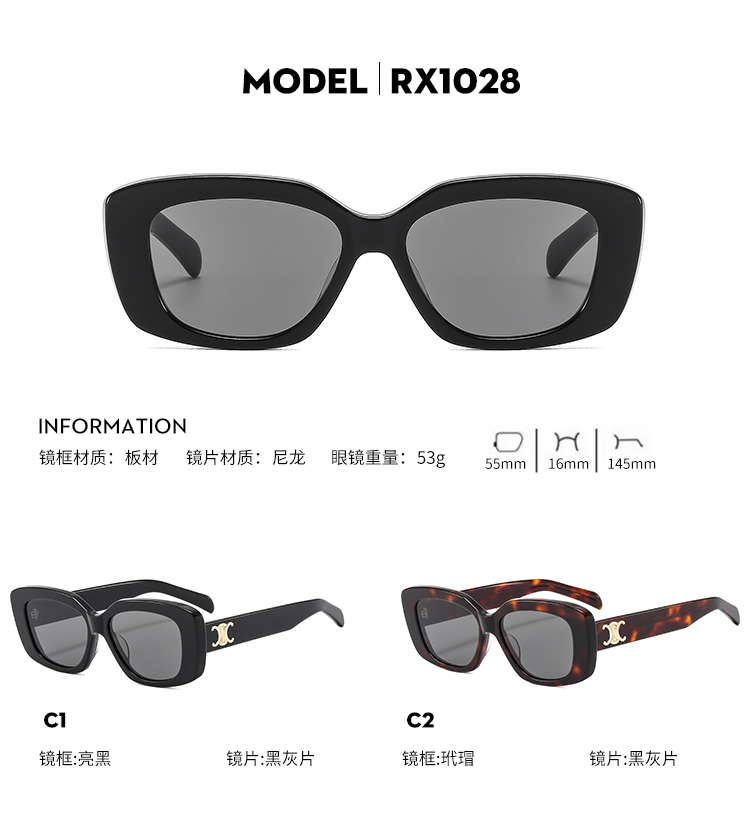 MODEL RX1028
INFORMATION
镜框材质：板材 镜片材质：尼龙 眼镜重量：53g
55mm 16mm 145mm
C1
镜框:亮黑 镜片:黑灰片
C2
镜框:玳瑁 镜片:黑灰片